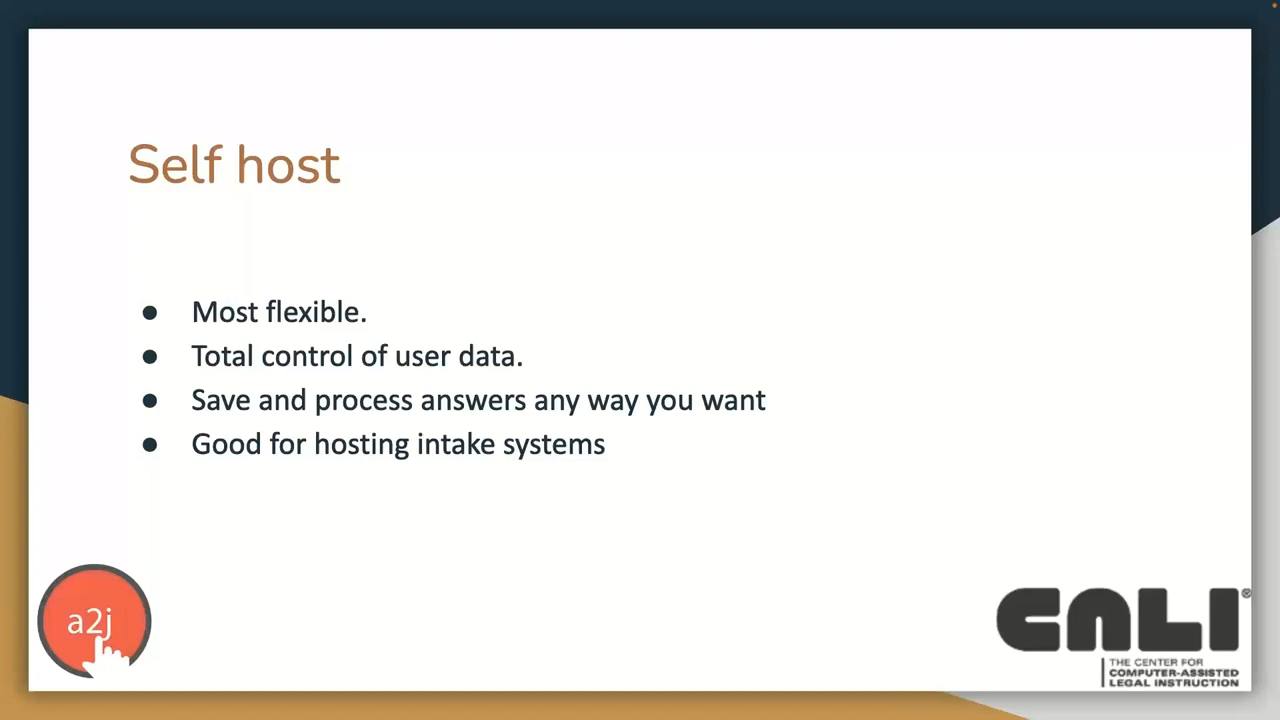 Self host
● Most flexible.
● Total control of user data.
● Save and process answers any way you want
● Good for hosting intake systems
a2j
CALI®
THE CENTER FOR
COMPUTER-ASSISTED
LEGAL INSTRUCTION